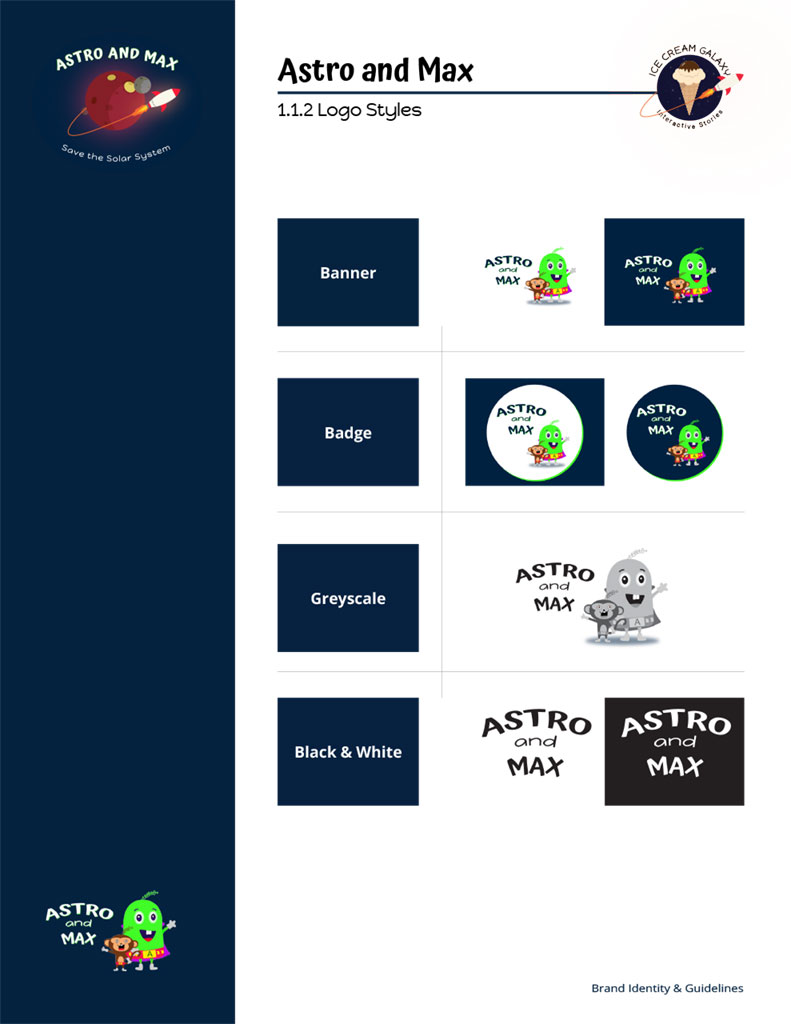 ASTRO AND MAX
Save the Solar System
Astro and Max
1.1.2 Logo Styles
ICE CREAM GALAXY
Interactive Stories
Banner
ASTRO
and
MAX
ASTRO
and
MAX
Badge
ASTRO
and
MAX
ASTRO
and
MAX
Greyscale
ASTRO
and
MAX
A
Black & White
ASTRO
and
MAX
ASTRO
and
MAX
ASTRO
and
MAX
A
Brand Identity & Guidelines